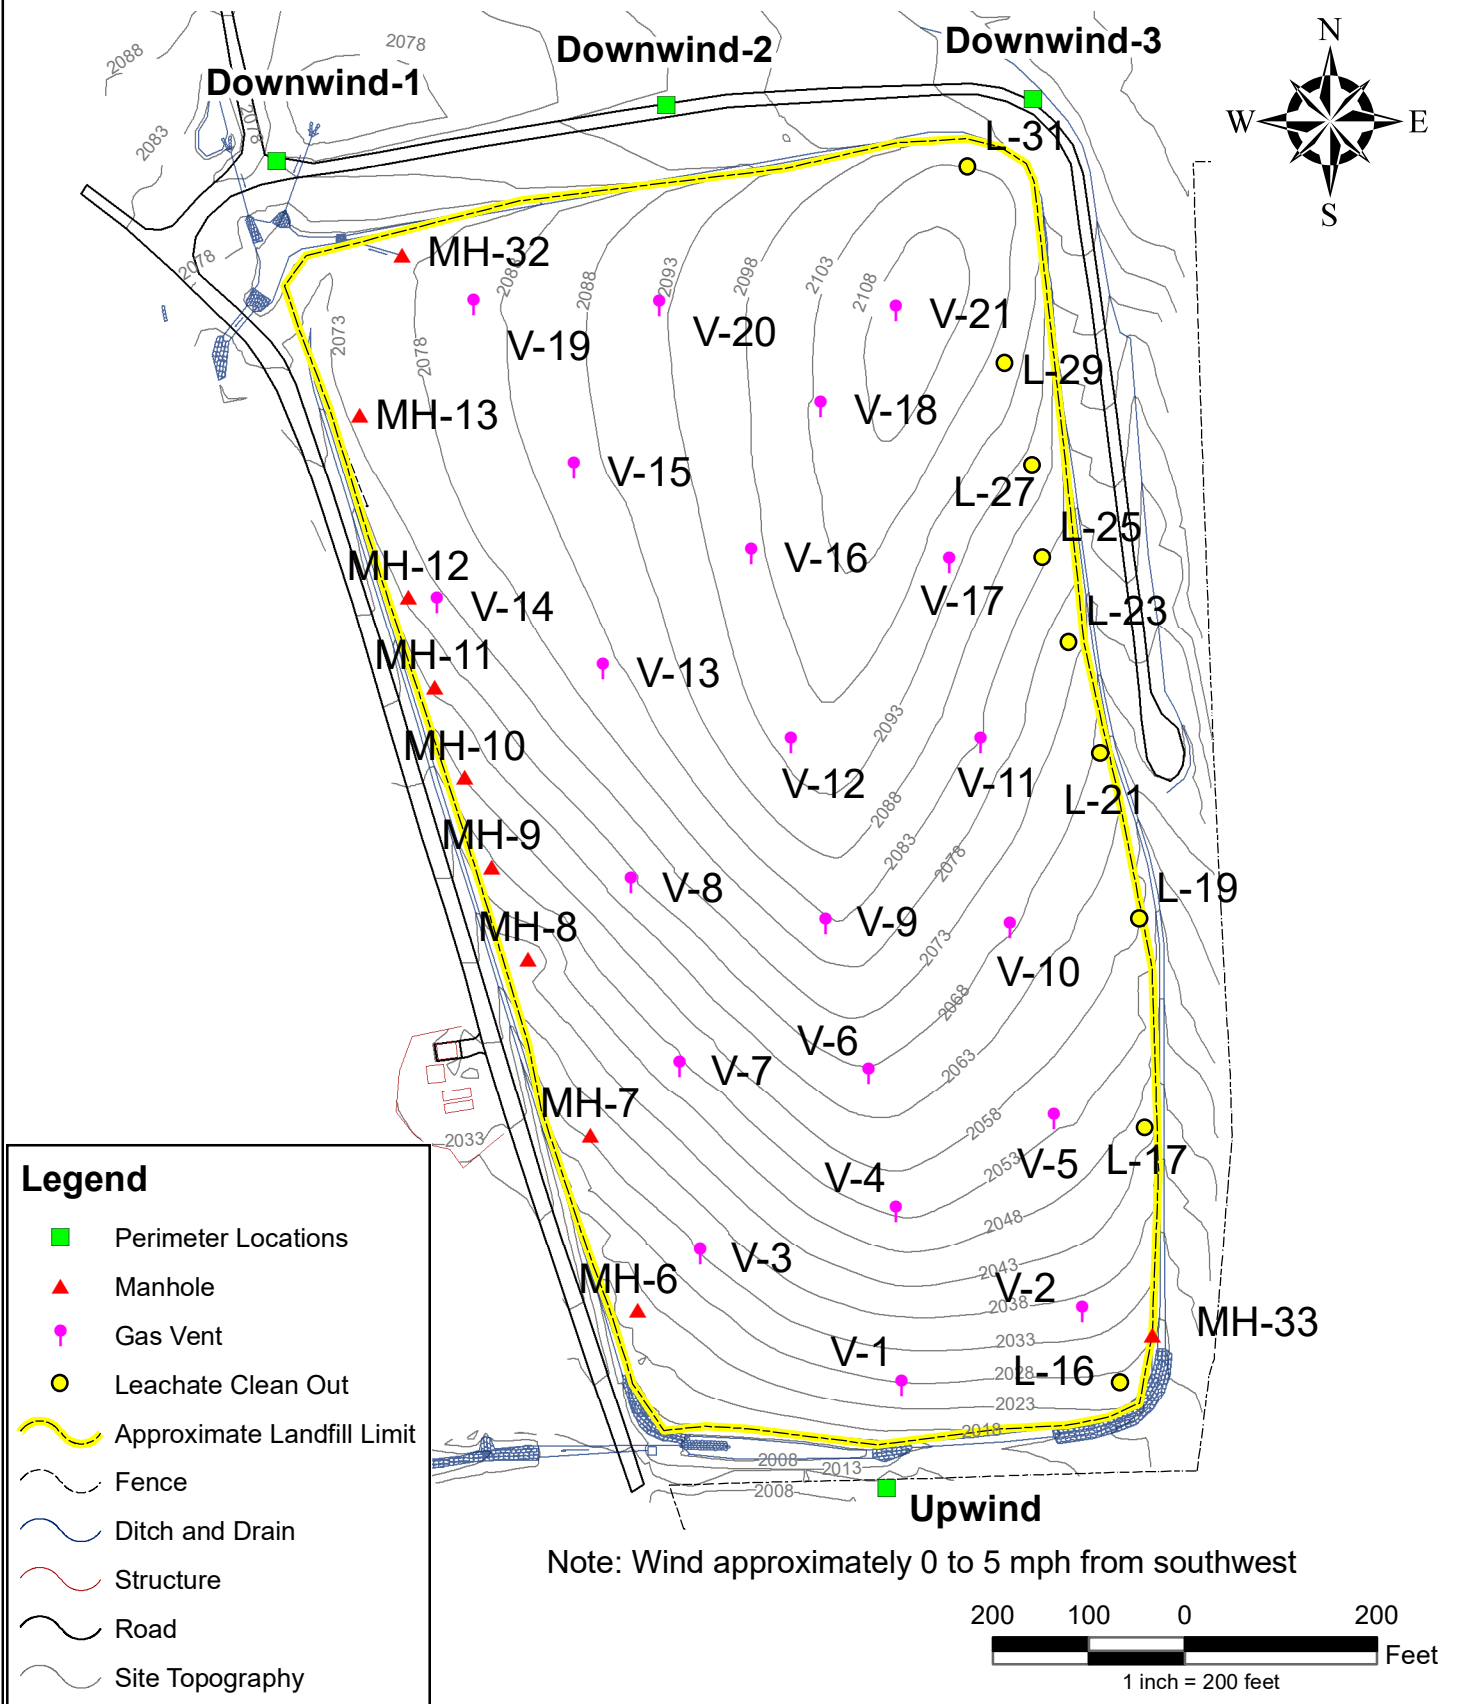 2088
2078
Downwind-1
Downwind-2
Downwind-3
N
W
E
S
2083
2078
L-31
2078
MH-32
2083
2088
2093
2098
2103
2108
2073
2078
V-19
V-20
V-21
L-29
V-18
MH-13
V-15
L-27
L-25
MH-12
V-14
V-16
V-17
L-23
MH-11
V-13
MH-10
2093
V-12
V-11
L-21
2088
MH-9
2083
2078
V-8
L-19
MH-8
V-9
2073
V-10
2068
V-6
V-7
2063
MH-7
2033
2058
2053
V-5
L-17
V-4
2048
V-3
2043
MH-6
V-2
2038
MH-33
2033
V-1
2028
L-16
2023
2018
2008
2013
2008
Upwind
Note: Wind approximately 0 to 5 mph from southwest
Legend
Perimeter Locations
Manhole
Gas Vent
Leachate Clean Out
Approximate Landfill Limit
Fence
Ditch and Drain
Structure
Road
Site Topography
200 100 0 200
Feet
1 inch = 200 feet